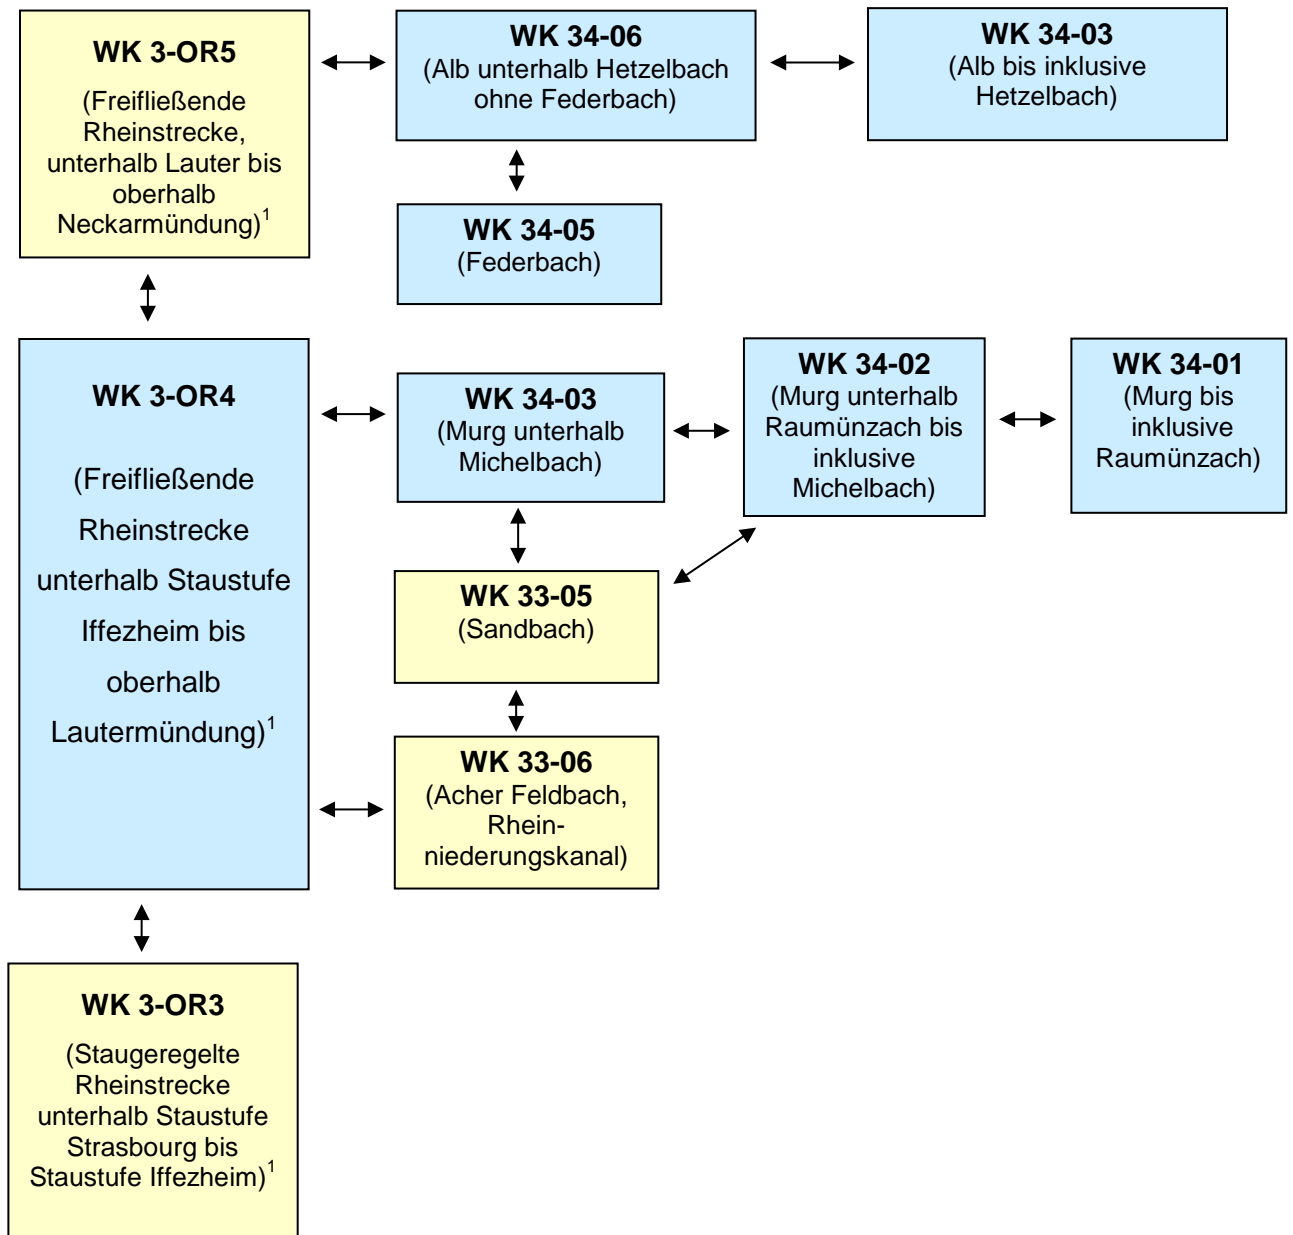 WK 3-OR5
(Freifließende
Rheinstrecke,
unterhalb Lauter bis
oberhalb
Neckarmündung)1
WK 34-06
(Alb unterhalb Hetzelbach
ohne Federbach)
WK 34-03
(Alb bis inklusive
Hetzelbach)
WK 34-05
(Federbach)
WK 3-OR4
(Freifließende
Rheinstrecke
unterhalb Staustufe
Iffezheim bis
oberhalb
Lautermündung)1
WK 34-03
(Murg unterhalb
Michelbach)
WK 34-02
(Murg unterhalb
Raumünzach bis
inklusive
Michelbach)
WK 34-01
(Murg bis
inklusive
Raumünzach)
WK 33-05
(Sandbach)
WK 33-06
(Acher Feldbach,
Rhein-
niederungskanal)
WK 3-OR3
(Staugeregelte
Rheinstrecke
unterhalb Staustufe
Strasbourg bis
Staustufe Iffezheim)1